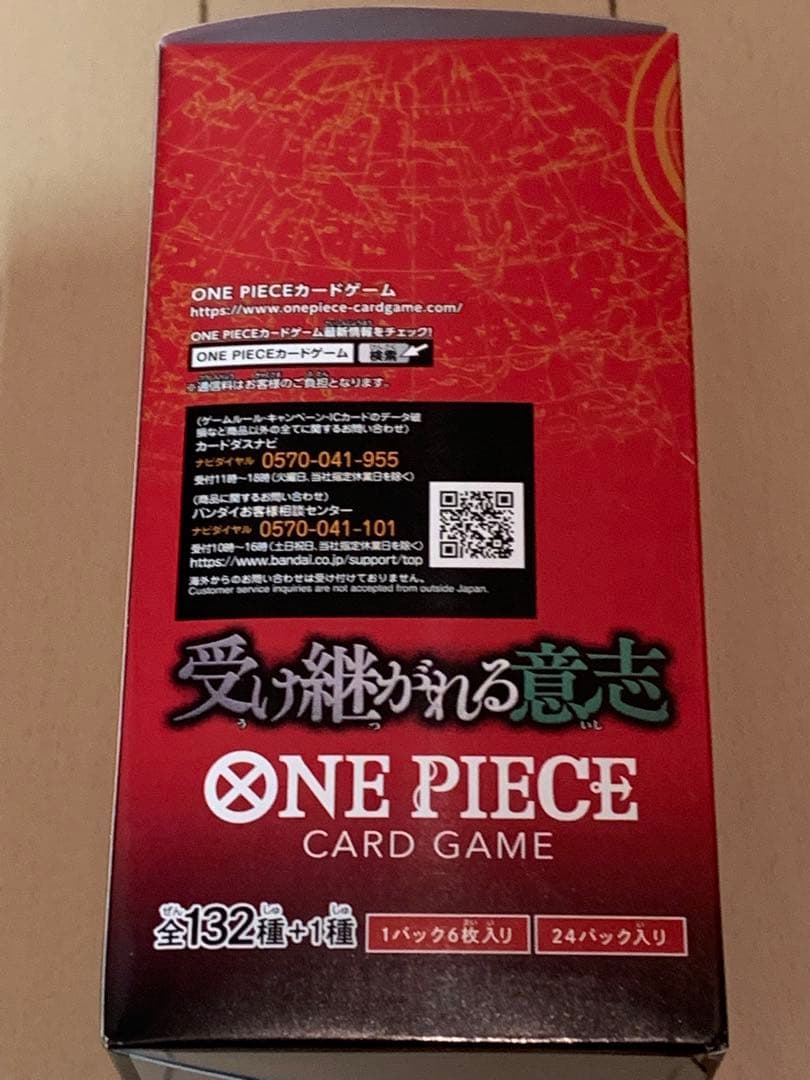 ONE PIECEカードゲーム
https://www.onepiece-cardgame.com/
ONE PIECEカードゲーム最新情報をチェック!
ONE PIECEカードゲーム 検索
※通信料はお客様のご負担となります。
(ゲームルール・キャンペーン・ICカードのデータ破
損など商品以外の全てに関するお問い合わせ)
カードダスナビ
ナビダイヤル 0570-041-955
受付11時〜18時(火曜日、当社指定休業日を除く)
(商品に関するお問い合わせ)
バンダイお客様相談センター
ナビダイヤル 0570-041-101
受付10時〜16時(土日祝日、当社指定休業日を除く)
https://www.bandai.co.jp/support/top
海外からのお問い合わせは受け付けておりません。
Customer service inquiries are not accepted from outside Japan.
受け継がれる意志
う つ いし
ONE PIECE
CARD GAME
ぜん しゅ しゅ
全132種+1種 1パック6枚入り 24パック入り